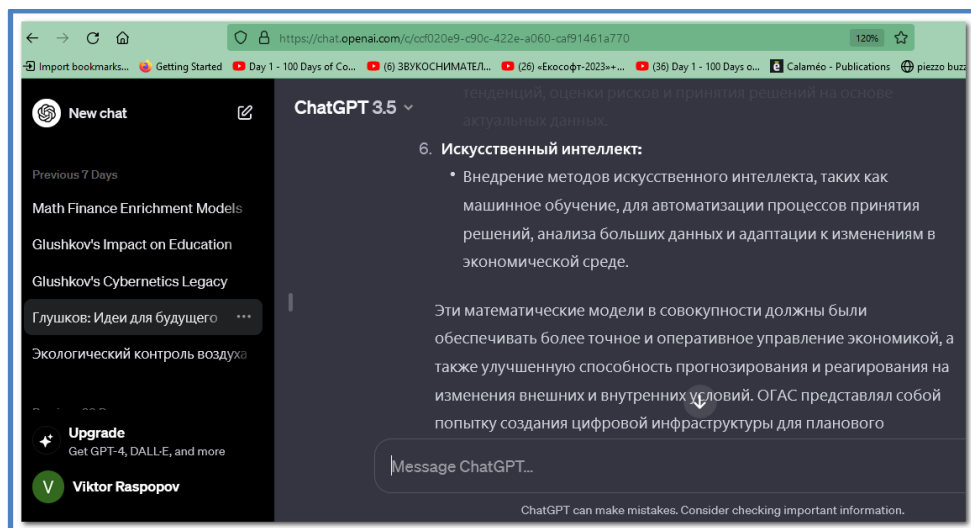 https://chat.openai.com/c/ccf020e9-c90c-422e-a060-caf91461a770
120%
Import bookmarks... Getting Started Day 1 - 100 Days of Co... (6) ЗВУКОСНИМАТЕЛ... (26) «Екософт-2023»+... (36) Day 1 - 100 Days o... Calaméo - Publications piezzo buzz
New chat
ChatGPT 3.5
тенденций, оценки рисков и принятия решений на основе
актуальных данных.
6. Искусственный интеллект:
• Внедрение методов искусственного интеллекта, таких как
машинное обучение, для автоматизации процессов принятия
решений, анализа больших данных и адаптации к изменениям в
экономической среде.
Эти математические модели в совокупности должны были
обеспечивать более точное и оперативное управление экономикой, а
также улучшенную способность прогнозирования и реагирования на
изменения внешних и внутренних условий. ОГАС представлял собой
попытку создания цифровой инфраструктуры для планового
Previous 7 Days
Math Finance Enrichment Models
Glushkov's Impact on Education
Glushkov's Cybernetics Legacy
Глушков: Идеи для будущего ...
Экологический контроль воздуха
Upgrade
Get GPT-4, DALL·E, and more
V Viktor Raspopov
Message ChatGPT...
ChatGPT can make mistakes. Consider checking important information.